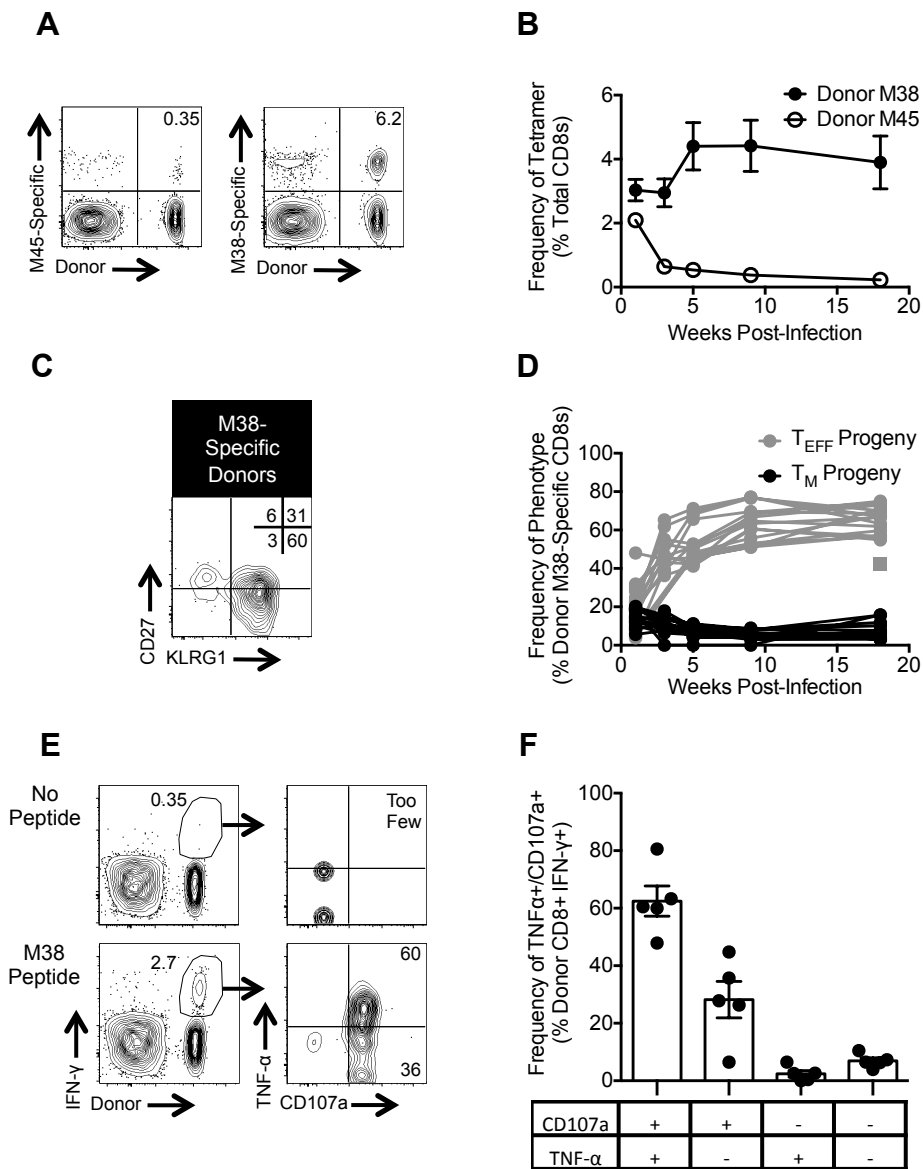 A
M45-Specific
0.35
Donor
M38-Specific
6.2
Donor
B
Frequency of Tetramer
(% Total CD8s)
6
4
2
0
0 5 10 15 20
Weeks Post-Infection
Donor M38
Donor M45
C
M38-
Specific
Donors
6 31
3 60
CD27
KLRG1
D
Frequency of Phenotype
(% Donor M38-Specific CD8s)
100
80
60
40
20
0
0 5 10 15 20
Weeks Post-Infection
TEFF Progeny
TM Progeny
E
No
Peptide
0.35
Too
Few
M38
Peptide
2.7
60
36
IFN-γ
Donor
TNF-α
CD107a
F
Frequency of TNFα+/CD107a+
(% Donor CD8+ IFN-γ+)
100
80
60
40
20
0
CD107a + + - -
TNF-α + - + -